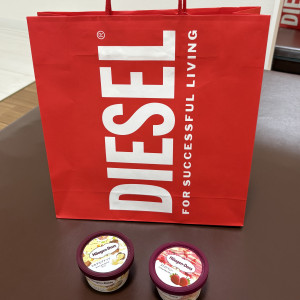 DIESEL®
FOR SUCCESSFUL LIVING
Häagen-Dazs
Häagen-Dazs